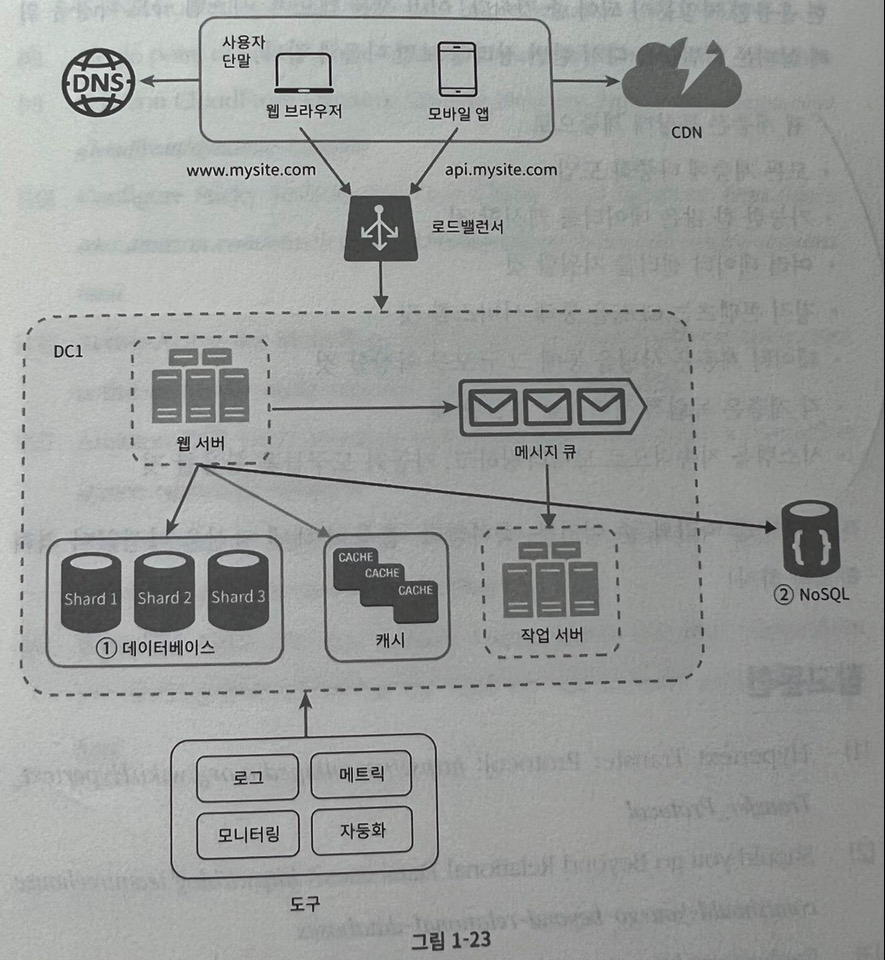 사용자
단말
DNS
웹 브라우저
모바일 앱
CDN
www.mysite.com
api.mysite.com
로드밸런서
DC1
웹 서버
메시지 큐
Shard 1
Shard 2
Shard 3
① 데이터베이스
CACHE
CACHE
CACHE
캐시
작업 서버
② NoSQL
로그
메트릭
모니터링
자동화
도구
그림 1-23